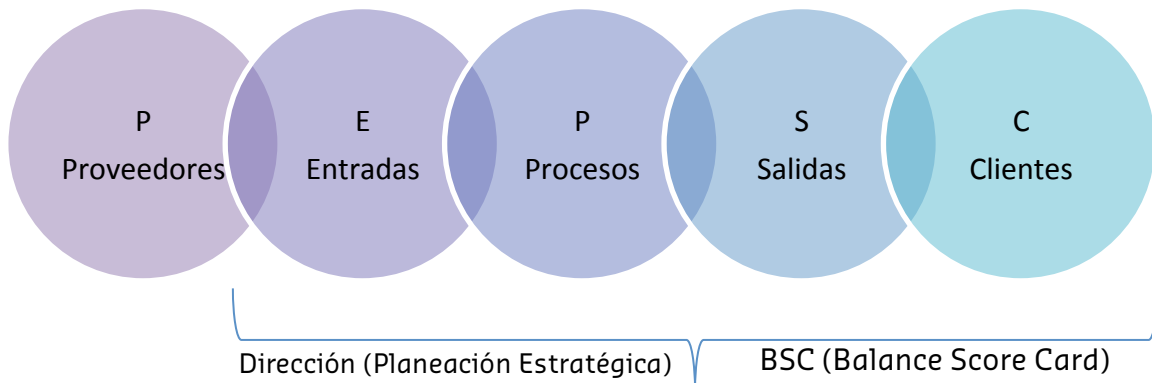 P
Proveedores
E
Entradas
P
Procesos
S
Salidas
C
Clientes
Dirección (Planeación Estratégica)
BSC (Balance Score Card)